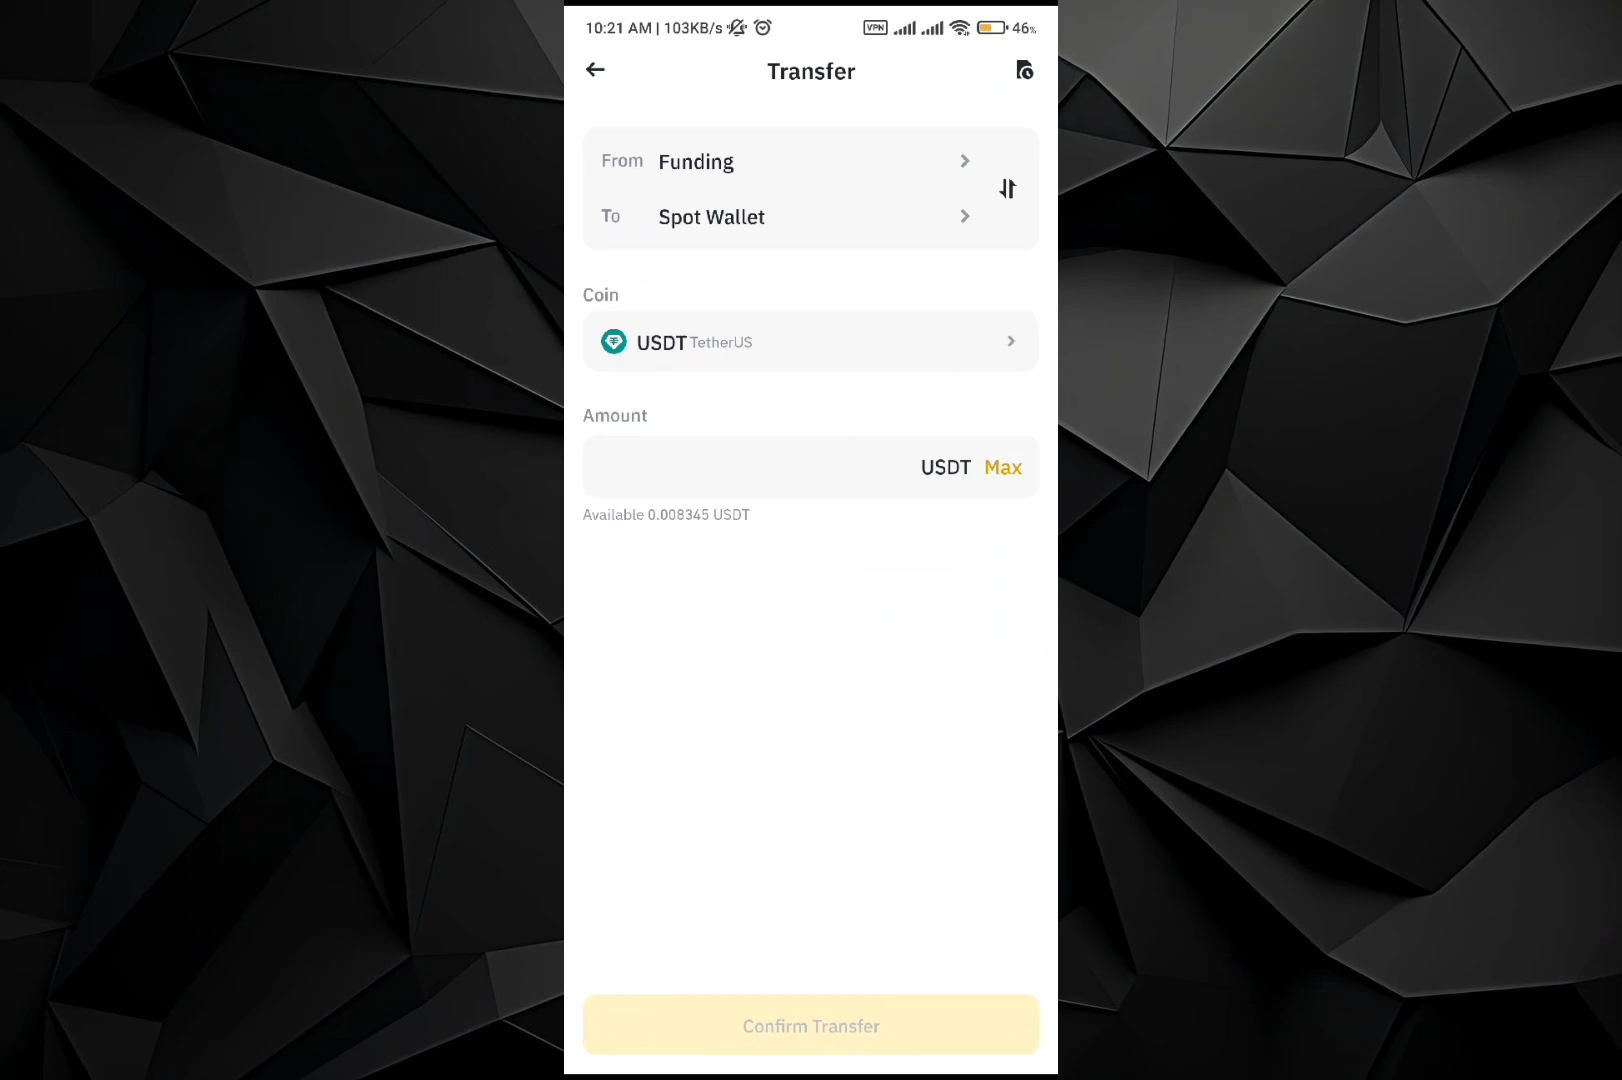 10:21 AM | 103KB/s VPN 46%
Transfer
From Funding
To Spot Wallet
Coin
USDT TetherUS
Amount
USDT Max
Available 0.008345 USDT
Confirm Transfer